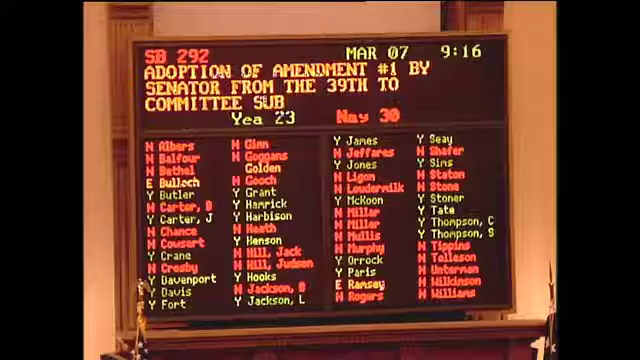 SB 292 MAR 07 9:16
ADOPTION OF AMENDMENT #1 BY
SENATOR FROM THE 39TH TO
COMMITTEE SUB
Yea 23 Nay 30
N Albers
N Balfour
N Bethel
E Bulloch
Y Butler
N Carter, B
Y Carter, J
N Chance
N Cowsert
Y Crane
N Crosby
Y Davenport
Y Davis
Y Fort
N Ginn
N Goggans
Golden
N Gooch
Y Grant
Y Hamrick
Y Harbison
N Heath
Y Henson
N Hill, Jack
N Hill, Judson
Y Hooks
N Jackson, B
Y Jackson, L
Y James
N Jeffares
Y Jones
N Ligon
N Loudermilk
Y McKoon
N Miller
N Miller
N Mullis
N Murphy
Y Orrock
Y Paris
E Ramsey
N Rogers
Y Seay
N Shafer
Y Sims
N Staton
N Stone
Y Stoner
Y Tate
Y Thompson, C
Y Thompson, S
N Tippins
N Tolleson
N Unterman
N Wilkinson
N Williams